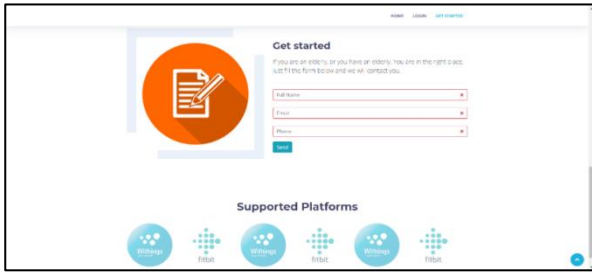 HOME LOGIN GET STARTED
Get started
If you are an elderly, or you have an elderly. You are in the right place.
Just fill the form below and we will contact you.
Full Name
Email
Phone
Send
Supported Platforms
Withings
fitbit
Withings
fitbit
Withings
fitbit